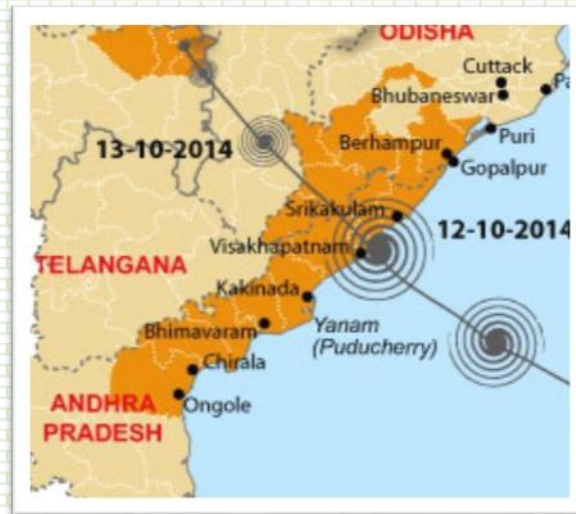 ODISHA
Cuttack
Bhubaneswar
Puri
13-10-2014
Berhampur
Gopalpur
Srikakulam
12-10-2014
Visakhapatnam
TELANGANA
Kakinada
Bhimavaram
Yanam
(Puducherry)
Chirala
ANDHRA
PRADESH
Ongole